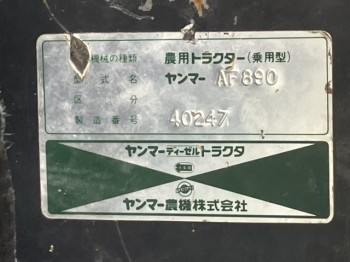 機械の種類 農用トラクター(乗用型)
型式名 ヤンマー AF890
区分
製造番号 40247
ヤンマーディーゼルトラクタ
ヤンマー農機株式会社